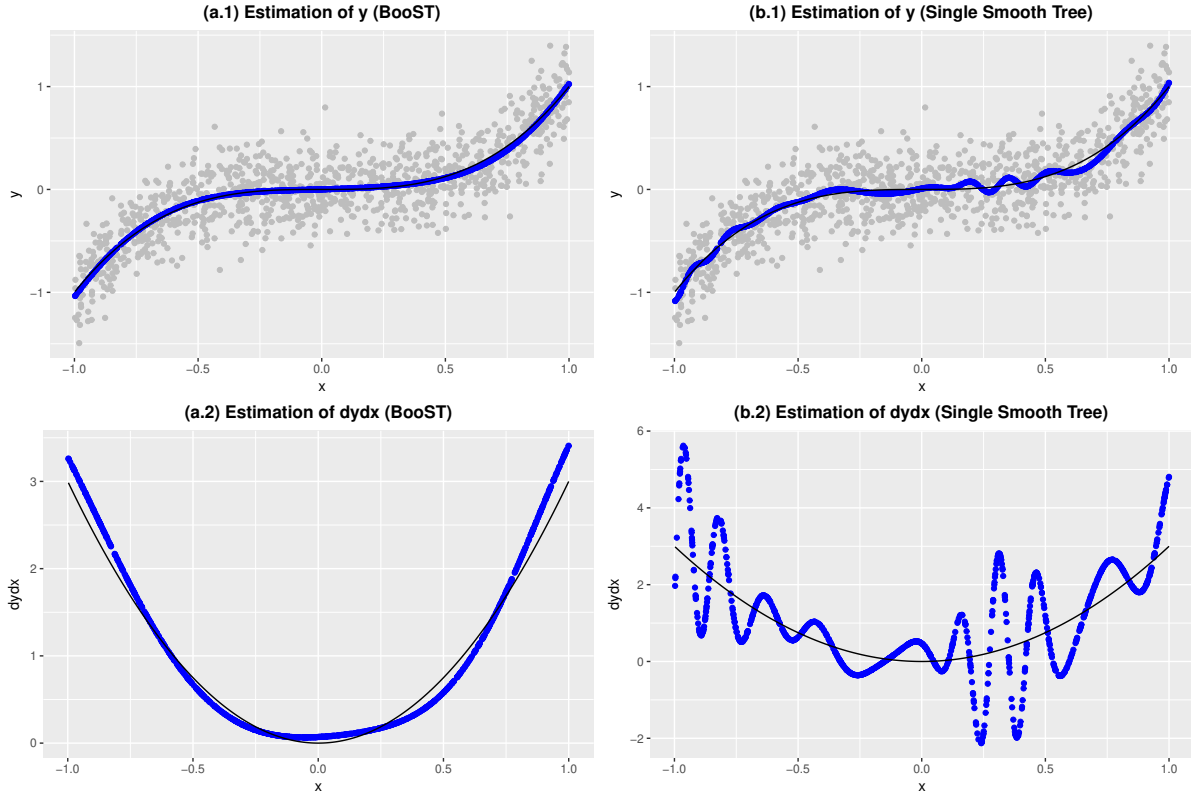 (a.1) Estimation of y (BooST)
y
1
0
−1
−1.0 −0.5 0.0 0.5 1.0
x
(b.1) Estimation of y (Single Smooth Tree)
y
1
0
−1
−1.0 −0.5 0.0 0.5 1.0
x
(a.2) Estimation of dydx (BooST)
dydx
3
2
1
0
−1.0 −0.5 0.0 0.5 1.0
x
(b.2) Estimation of dydx (Single Smooth Tree)
dydx
6
4
2
0
−2
−1.0 −0.5 0.0 0.5 1.0
x